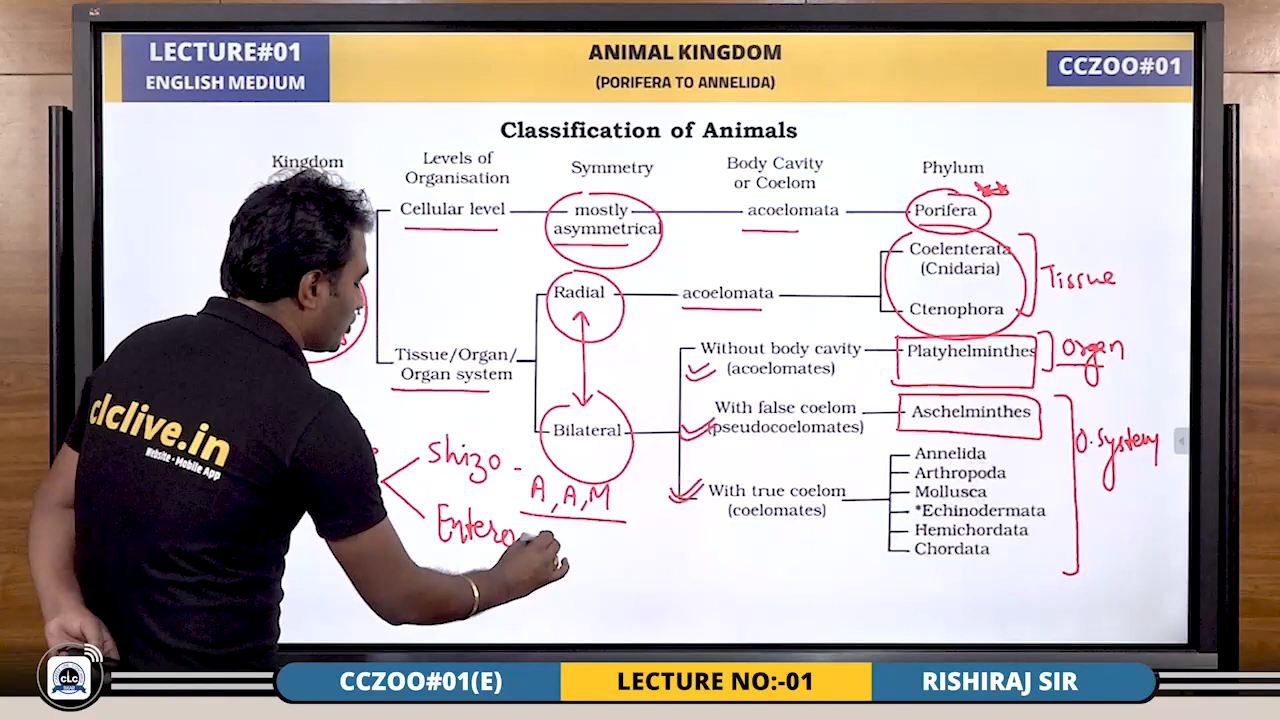 LECTURE#01
ENGLISH MEDIUM
ANIMAL KINGDOM
(PORIFERA TO ANNELIDA)
CCZOO#01
Classification of Animals
Kingdom
Levels of
Organisation
Symmetry
Body Cavity
or Coelom
Phylum
Cellular level
mostly
asymmetrical
acoelomata
Porifera
Coelenterata
(Cnidaria)
Ctenophora
Tissue
Radial
acoelomata
Tissue/Organ/
Organ system
Without body cavity
(acoelomates)
Platyhelminthes
Organ
Bilateral
With false coelom
(pseudocoelomates)
Aschelminthes
O.System
With true coelom
(coelomates)
Annelida
Arthropoda
Mollusca
*Echinodermata
Hemichordata
Chordata
Shizo -
A, A, M
Entero
clclive.in
Website - Mobile App
CLC
SIKAR
CCZOO#01(E)
LECTURE NO:-01
RISHIRAJ SIR